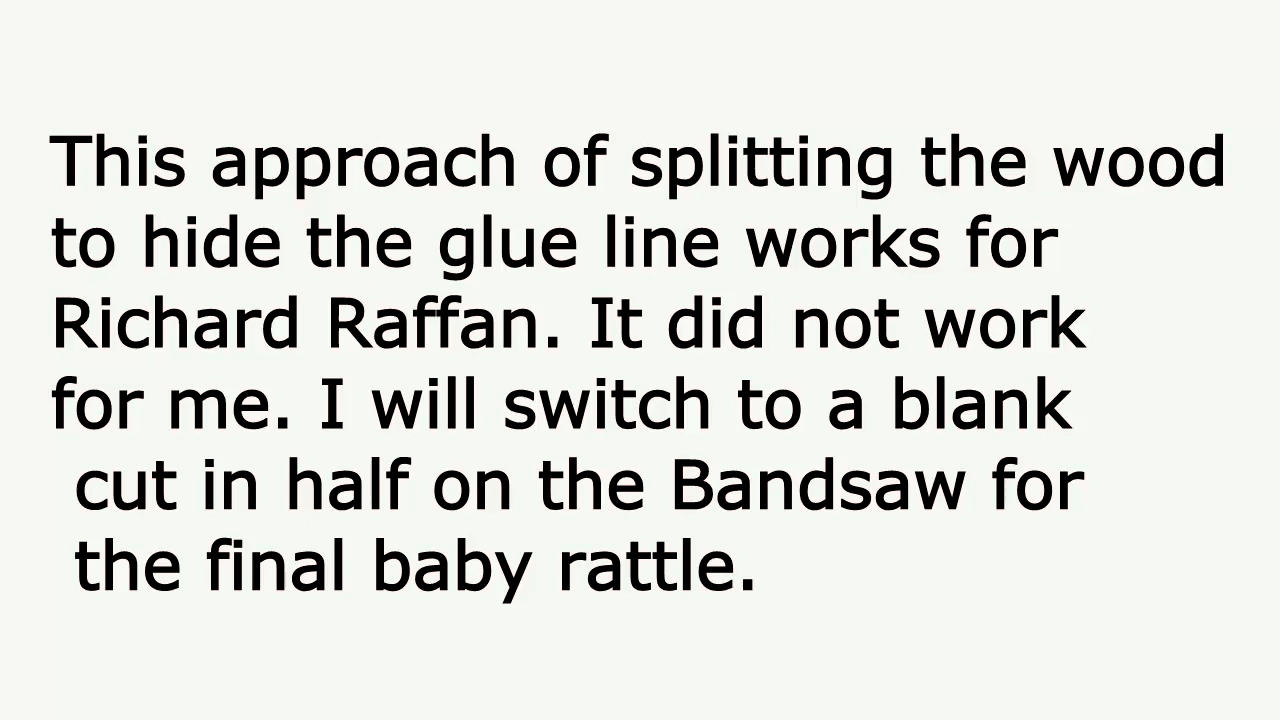 This approach of splitting the wood
to hide the glue line works for
Richard Raffan. It did not work
for me. I will switch to a blank
cut in half on the Bandsaw for
the final baby rattle.